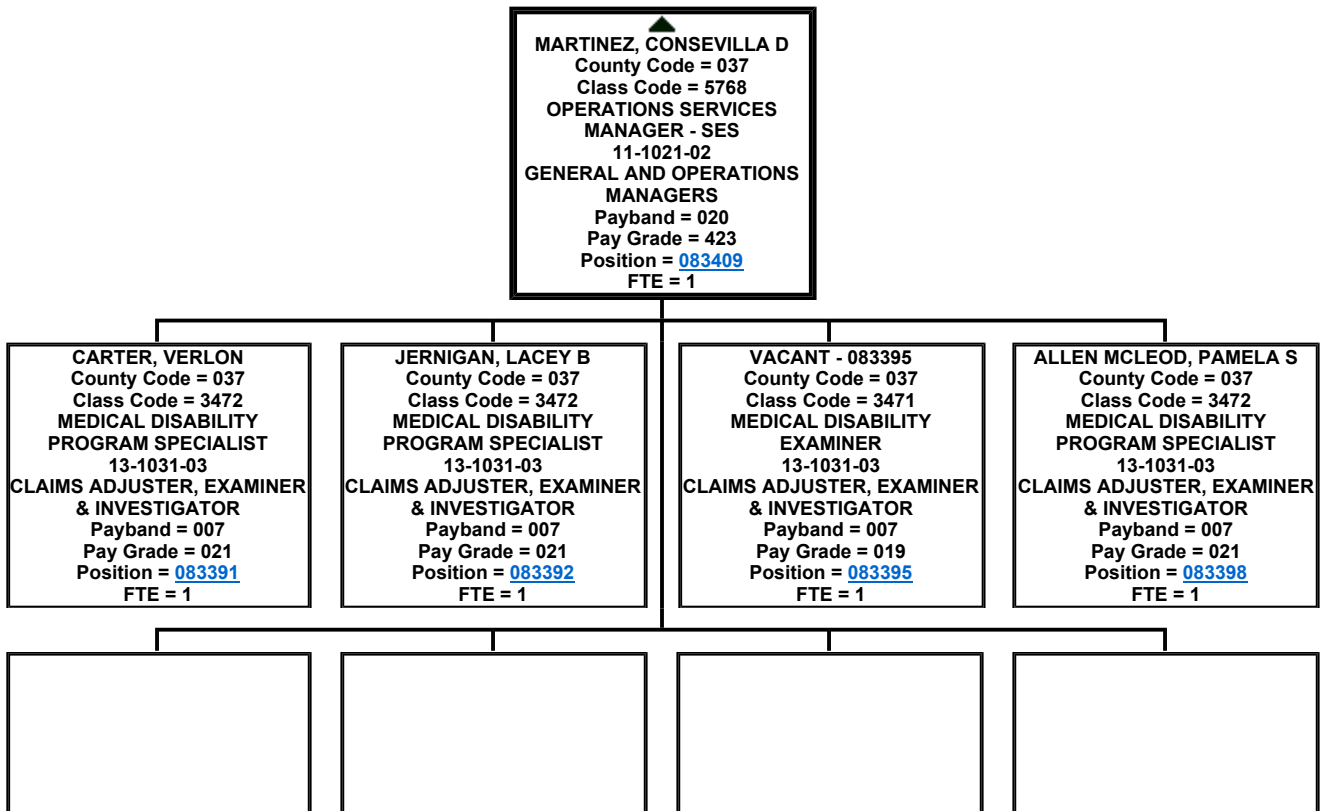 MARTINEZ, CONSEVILLA D
County Code = 037
Class Code = 5768
OPERATIONS SERVICES
MANAGER - SES
11-1021-02
GENERAL AND OPERATIONS
MANAGERS
Payband = 020
Pay Grade = 423
Position = 083409
FTE = 1
CARTER, VERLON
County Code = 037
Class Code = 3472
MEDICAL DISABILITY
PROGRAM SPECIALIST
13-1031-03
CLAIMS ADJUSTER, EXAMINER
& INVESTIGATOR
Payband = 007
Pay Grade = 021
Position = 083391
FTE = 1
JERNIGAN, LACEY B
County Code = 037
Class Code = 3472
MEDICAL DISABILITY
PROGRAM SPECIALIST
13-1031-03
CLAIMS ADJUSTER, EXAMINER
& INVESTIGATOR
Payband = 007
Pay Grade = 021
Position = 083392
FTE = 1
VACANT - 083395
County Code = 037
Class Code = 3471
MEDICAL DISABILITY
EXAMINER
13-1031-03
CLAIMS ADJUSTER, EXAMINER
& INVESTIGATOR
Payband = 007
Pay Grade = 019
Position = 083395
FTE = 1
ALLEN MCLEOD, PAMELA S
County Code = 037
Class Code = 3472
MEDICAL DISABILITY
PROGRAM SPECIALIST
13-1031-03
CLAIMS ADJUSTER, EXAMINER
& INVESTIGATOR
Payband = 007
Pay Grade = 021
Position = 083398
FTE = 1